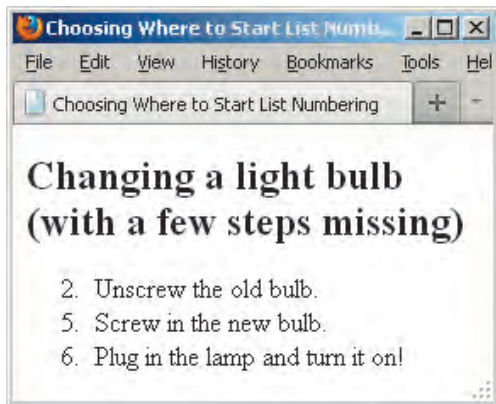 Choosing Where to Start List Numb...
File Edit View History Bookmarks Tools Hel
Choosing Where to Start List Numbering
Changing a light bulb
(with a few steps missing)
2. Unscrew the old bulb.
5. Screw in the new bulb.
6. Plug in the lamp and turn it on!